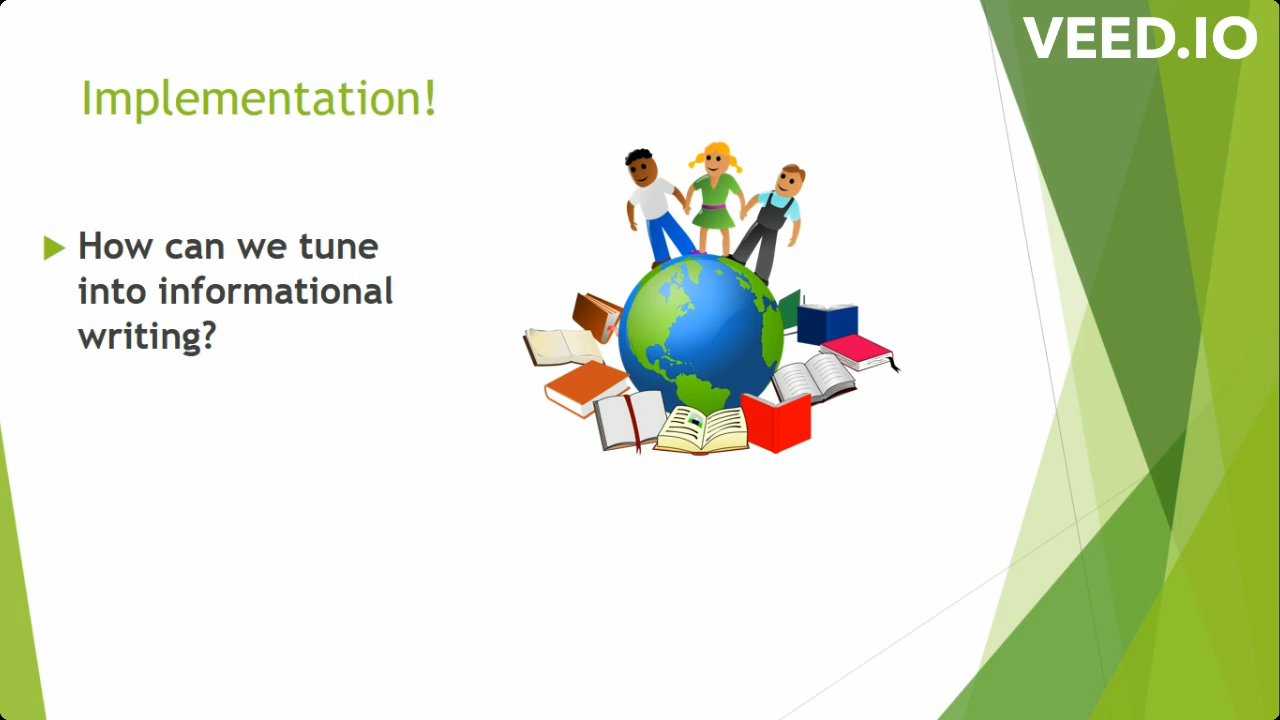 VEED.IO
Implementation!
How can we tune
into informational
writing?